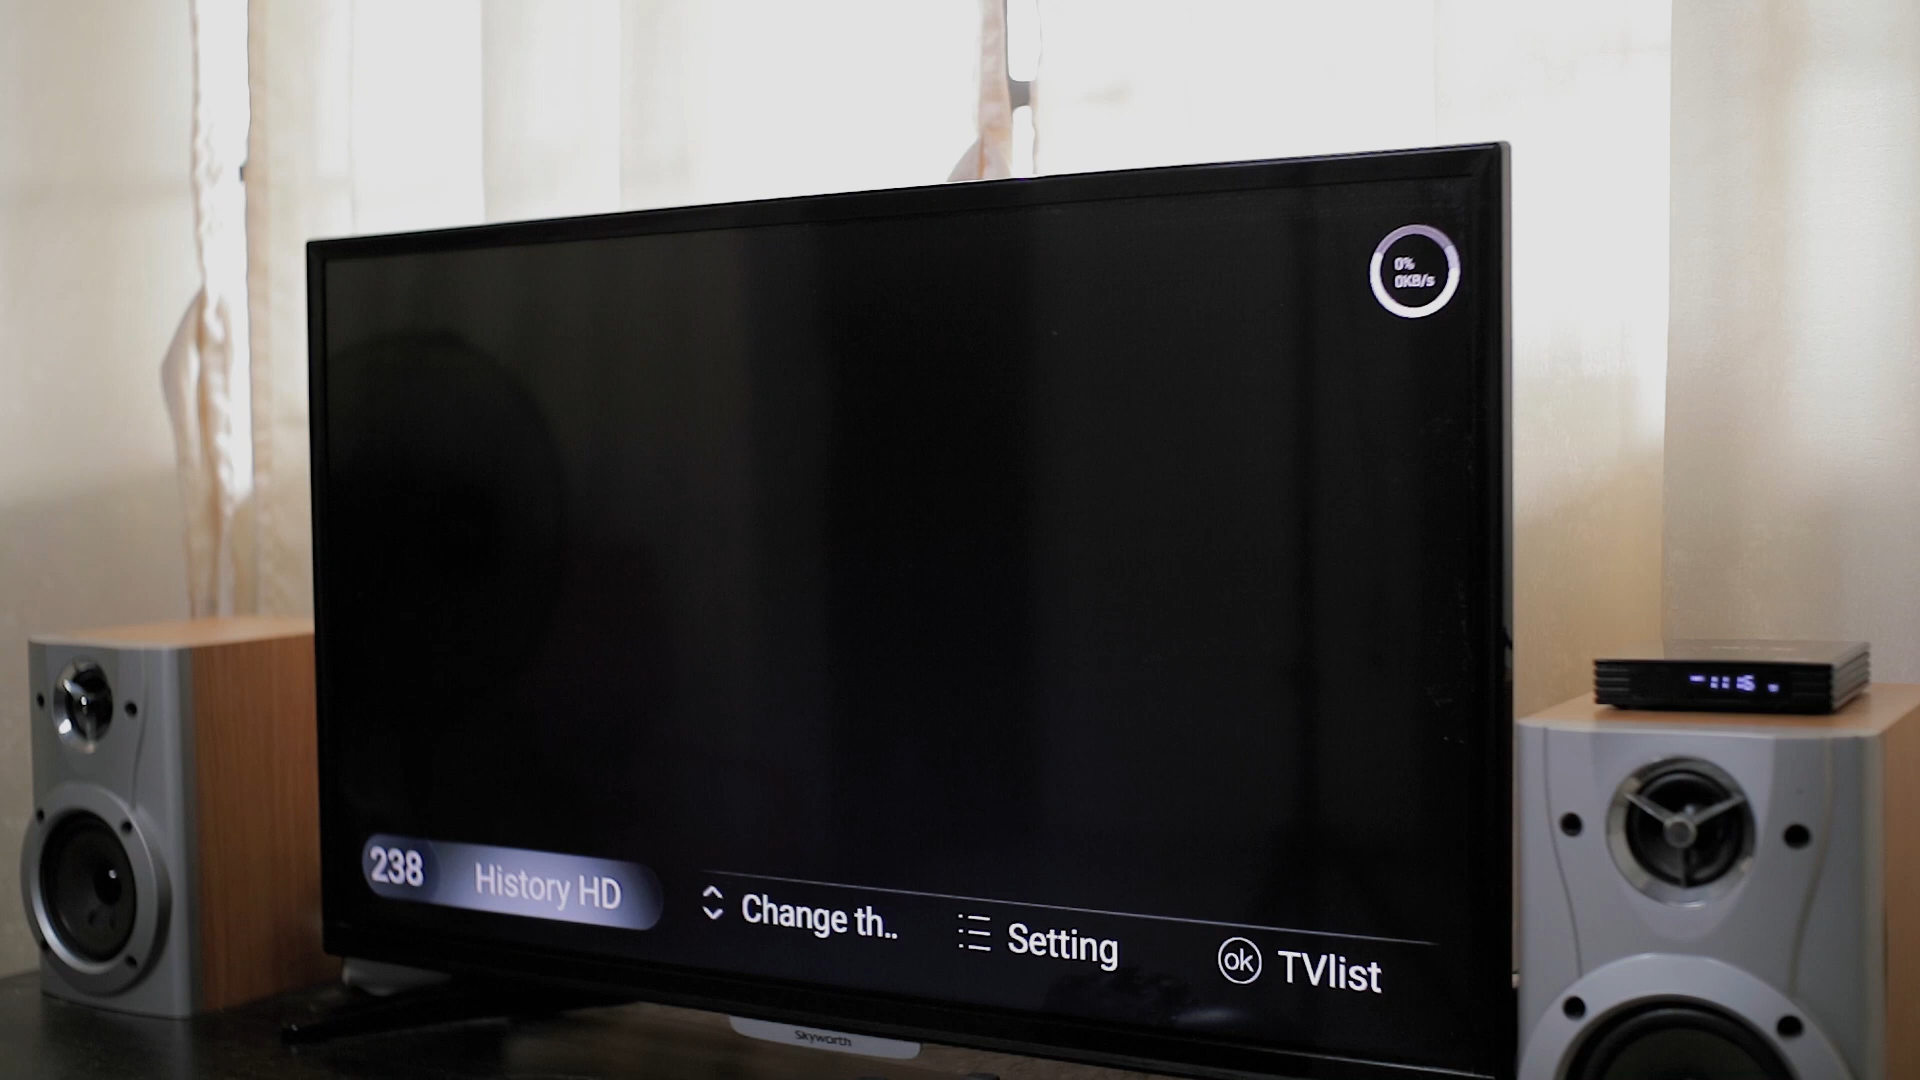 0%
0KB/s
238 History HD
Change th..
Setting
ok TVlist
Skyworth